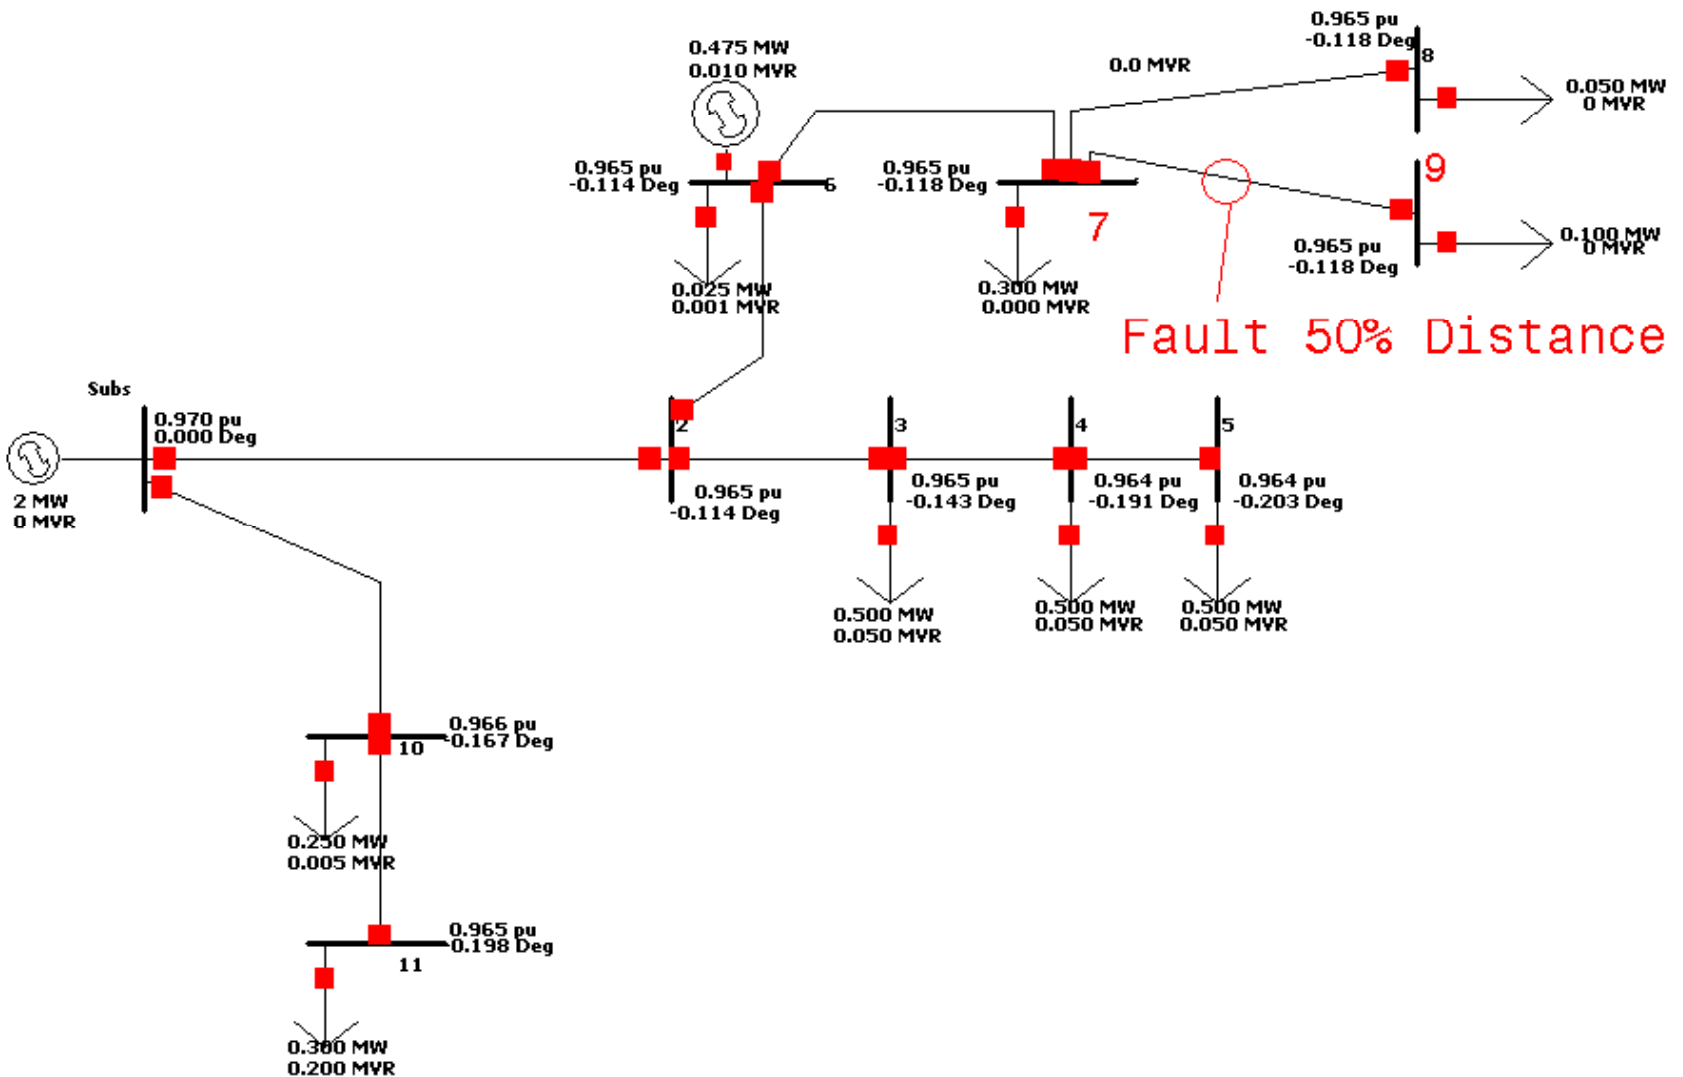 0.475 MW
0.010 MVR
0.965 pu
-0.114 Deg
6
0.025 MW
0.001 MVR
0.965 pu
-0.118 Deg
7
0.300 MW
0.000 MVR
0.0 MVR
0.965 pu
-0.118 Deg
8
0.050 MW
0 MVR
9
0.965 pu
-0.118 Deg
0.100 MW
0 MVR
Fault 50% Distance
Subs
0.970 pu
0.000 Deg
2 MW
0 MVR
2
0.965 pu
-0.114 Deg
3
0.965 pu
-0.143 Deg
0.500 MW
0.050 MVR
4
0.964 pu
-0.191 Deg
0.500 MW
0.050 MVR
5
0.964 pu
-0.203 Deg
0.500 MW
0.050 MVR
0.966 pu
-0.167 Deg
10
0.250 MW
0.005 MVR
0.965 pu
-0.198 Deg
11
0.300 MW
0.200 MVR